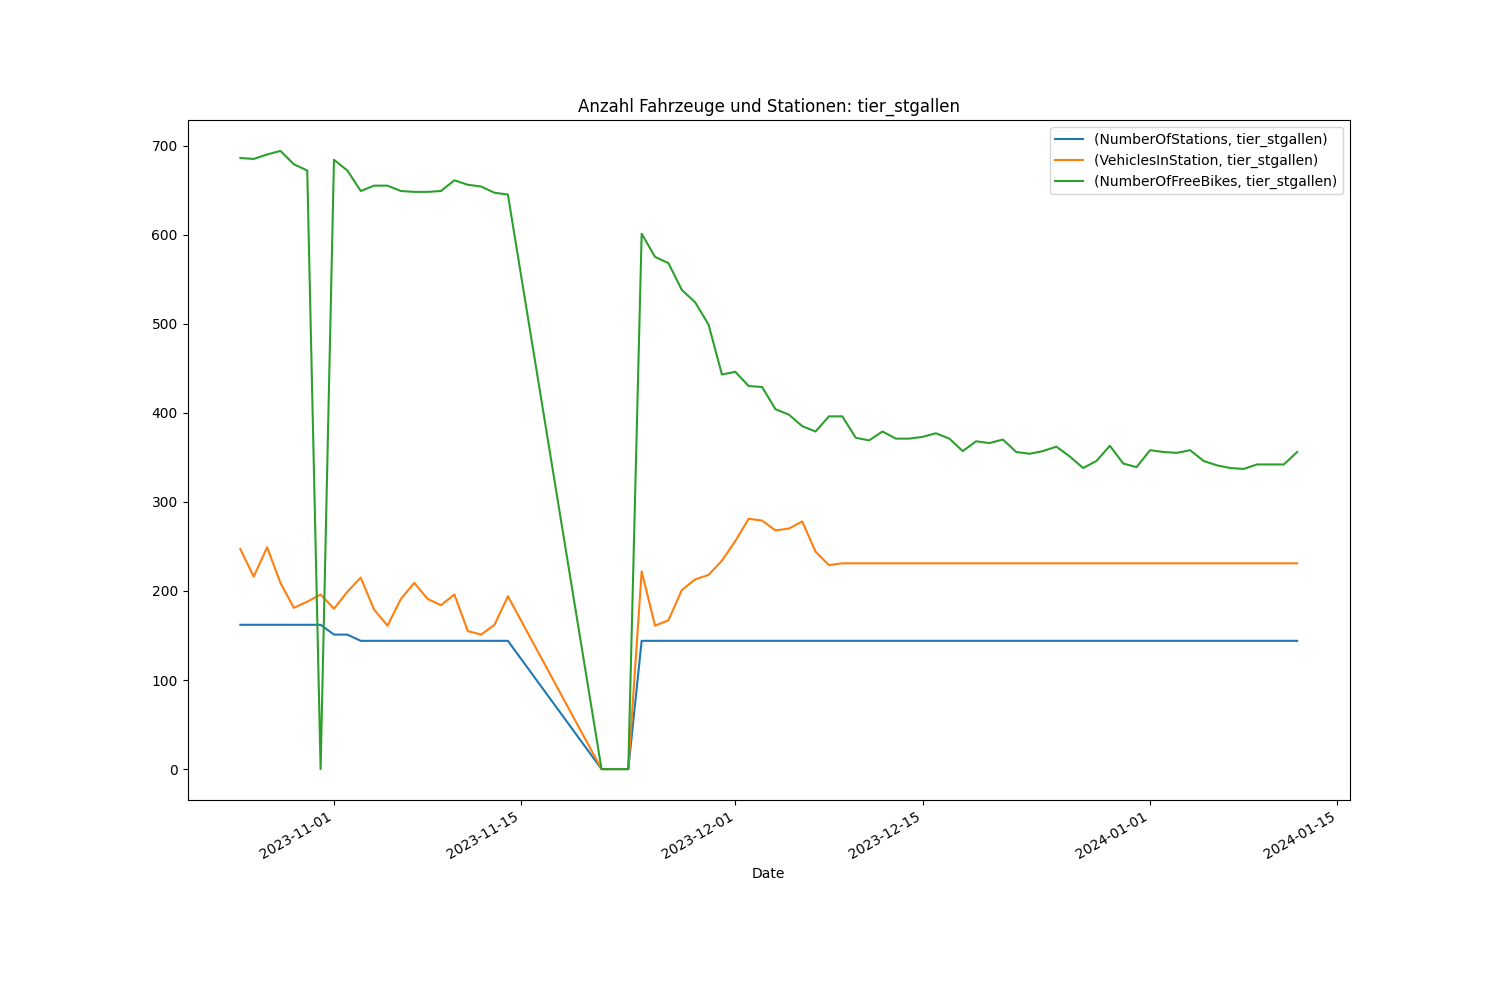 Anzahl Fahrzeuge und Stationen: tier_stgallen
(NumberOfStations, tier_stgallen)
(VehiclesInStation, tier_stgallen)
(NumberOfFreeBikes, tier_stgallen)
700
600
500
400
300
200
100
0
2023-11-01
2023-11-15
2023-12-01
2023-12-15
2024-01-01
2024-01-15
Date